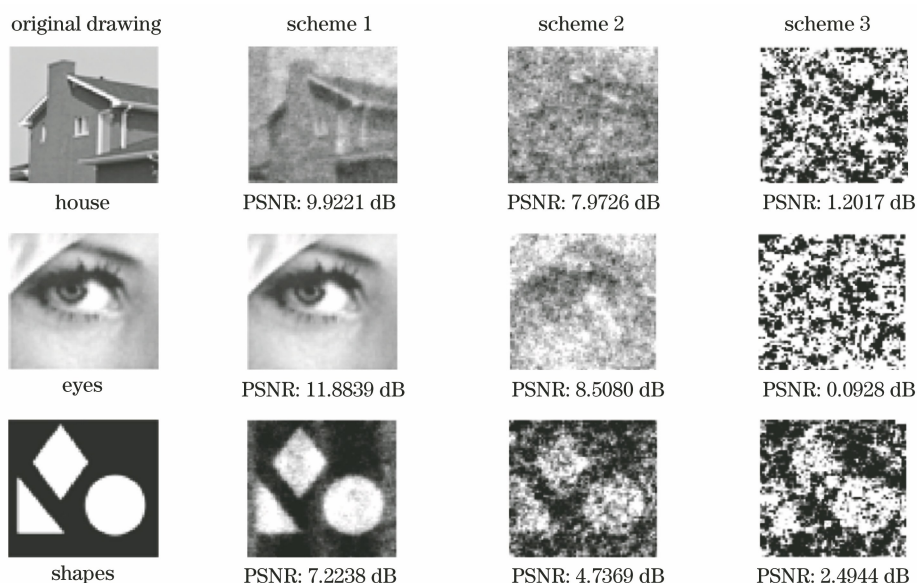 original drawing
scheme 1
scheme 2
scheme 3
house
PSNR: 9.9221 dB
PSNR: 7.9726 dB
PSNR: 1.2017 dB
eyes
PSNR: 11.8839 dB
PSNR: 8.5080 dB
PSNR: 0.0928 dB
shapes
PSNR: 7.2238 dB
PSNR: 4.7369 dB
PSNR: 2.4944 dB